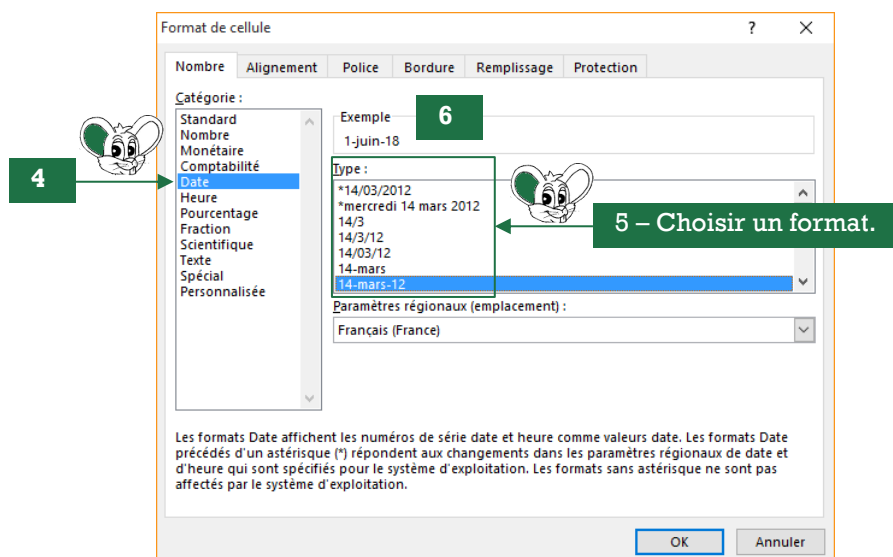 Format de cellule
?
Nombre Alignement Police Bordure Remplissage Protection
Catégorie :
Standard
Nombre
Monétaire
Comptabilité
Date
Heure
Pourcentage
Fraction
Scientifique
Texte
Spécial
Personnalisée
4
Exemple
6
1-juin-18
Type :
*14/03/2012
*mercredi 14 mars 2012
14/3
14/3/12
14/03/12
14-mars
14-mars-12
5 – Choisir un format.
Paramètres régionaux (emplacement) :
Français (France)
Les formats Date affichent les numéros de série date et heure comme valeurs date. Les formats Date
précédés d'un astérisque (*) répondent aux changements dans les paramètres régionaux de date et
d'heure qui sont spécifiés pour le système d'exploitation. Les formats sans astérisque ne sont pas
affectés par le système d'exploitation.
OK Annuler